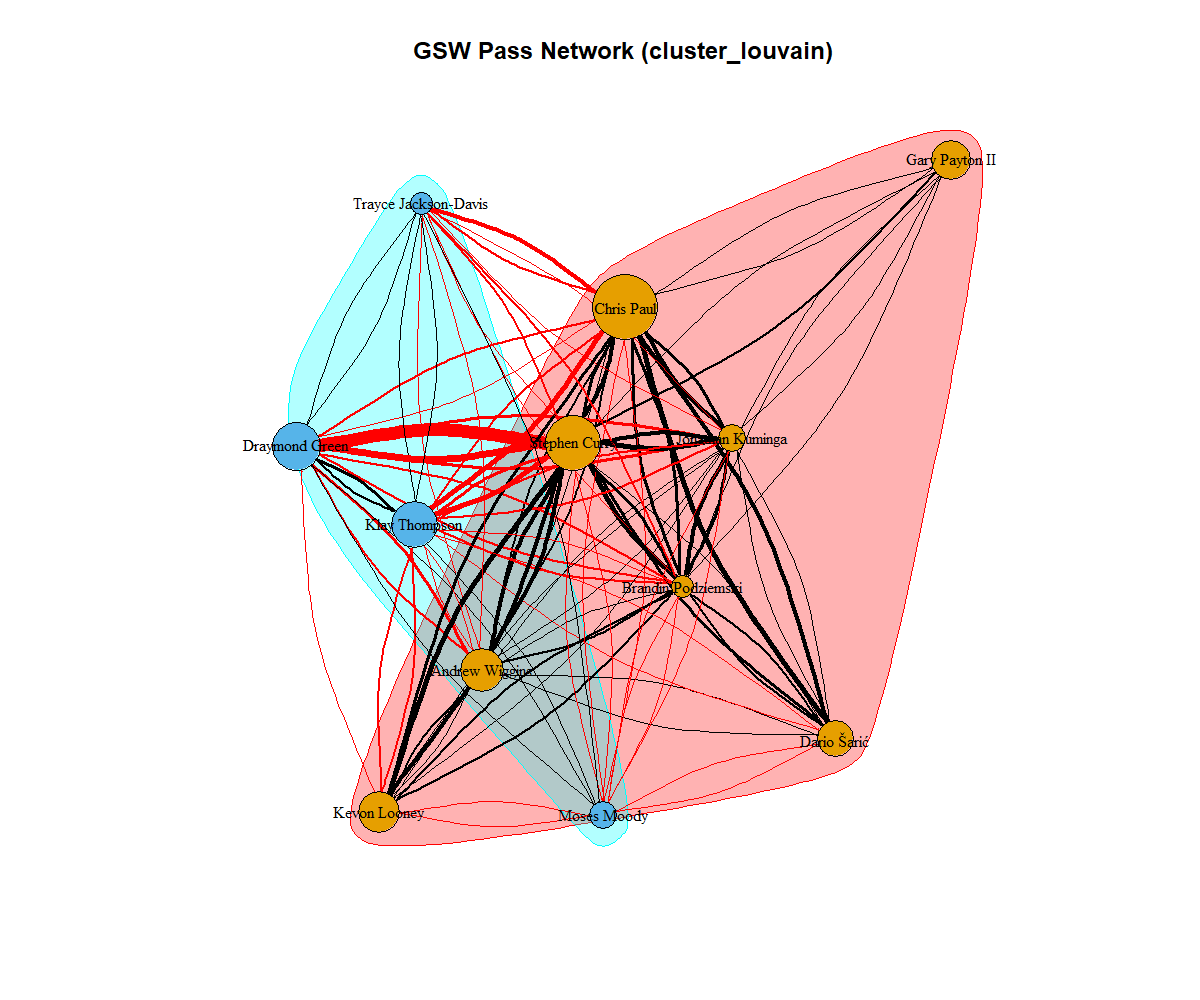 GSW Pass Network (cluster_louvain)
Gary Payton II
Trayce Jackson-Davis
Chris Paul
Stephen Curry
Jonathan Kuminga
Draymond Green
Klay Thompson
Brandin Podziemski
Andrew Wiggins
Dario Šarić
Kevon Looney
Moses Moody